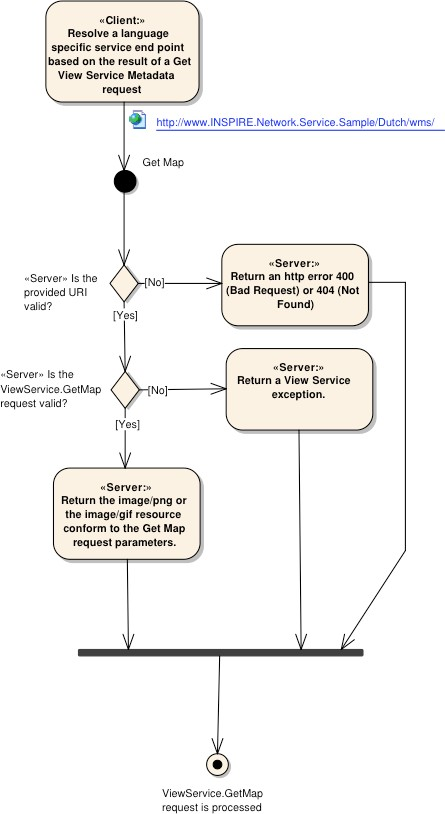 «Client:»
Resolve a language
specific service end point
based on the result of a Get
View Service Metadata
request
http://www.INSPIRE.Network.Service.Sample/Dutch/wms/
Get Map
«Server» Is the
provided URI
valid?
[No]
«Server:»
Return an http error 400
(Bad Request) or 404 (Not
Found)
[Yes]
«Server» Is the
ViewService.GetMap
request valid?
[No]
«Server:»
Return a View Service
exception.
[Yes]
«Server:»
Return the image/png or
the image/gif resource
conform to the Get Map
request parameters.
ViewService.GetMap
request is processed